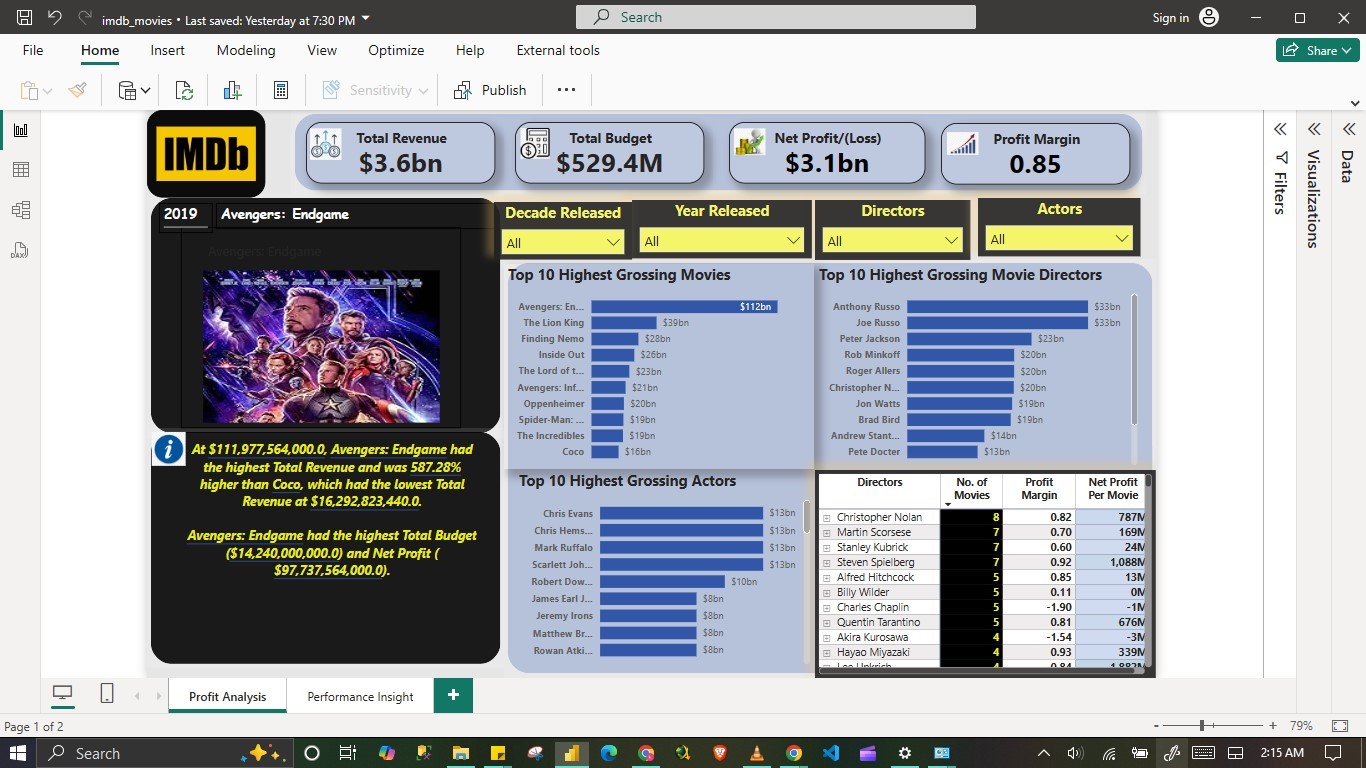 imdb_movies • Last saved: Yesterday at 7:30 PM
Search
Sign in
File
Home
Insert
Modeling
View
Optimize
Help
External tools
Share
Sensitivity
Publish
IMDb
Total Revenue
$3.6bn
Total Budget
$529.4M
Net Profit/(Loss)
$3.1bn
Profit Margin
0.85
2019
Avengers: Endgame
Avengers: Endgame
Decade Released
All
Year Released
All
Directors
All
Actors
All
Top 10 Highest Grossing Movies
Avengers: En... $112bn
The Lion King $39bn
Finding Nemo $28bn
Inside Out $26bn
The Lord of t... $23bn
Avengers: Inf... $21bn
Oppenheimer $20bn
Spider-Man: ... $19bn
The Incredibles $19bn
Coco $16bn
Top 10 Highest Grossing Movie Directors
Anthony Russo $33bn
Joe Russo $33bn
Peter Jackson $23bn
Rob Minkoff $20bn
Roger Allers $20bn
Christopher N... $20bn
Jon Watts $19bn
Brad Bird $19bn
Andrew Stant... $14bn
Pete Docter $13bn
At $111,977,564,000.0, Avengers: Endgame had
the highest Total Revenue and was 587.28%
higher than Coco, which had the lowest Total
Revenue at $16,292,823,440.0.
Avengers: Endgame had the highest Total Budget
($14,240,000,000.0) and Net Profit (
$97,737,564,000.0).
Top 10 Highest Grossing Actors
Chris Evans $13bn
Chris Hems... $13bn
Mark Ruffalo $13bn
Scarlett Joh... $13bn
Robert Dow... $10bn
James Earl J... $8bn
Jeremy Irons $8bn
Matthew Br... $8bn
Rowan Atki... $8bn
Directors No. of Movies Profit Margin Net Profit Per Movie
Christopher Nolan 8 0.82 787M
Martin Scorsese 7 0.70 169M
Stanley Kubrick 7 0.60 24M
Steven Spielberg 7 0.92 1,088M
Alfred Hitchcock 5 0.85 13M
Billy Wilder 5 0.11 0M
Charles Chaplin 5 -1.90 -1M
Quentin Tarantino 5 0.81 676M
Akira Kurosawa 4 -1.54 -3M
Hayao Miyazaki 4 0.93 339M
Filters
Visualizations
Data
Profit Analysis
Performance Insight
Page 1 of 2
79%
Search
2:15 AM